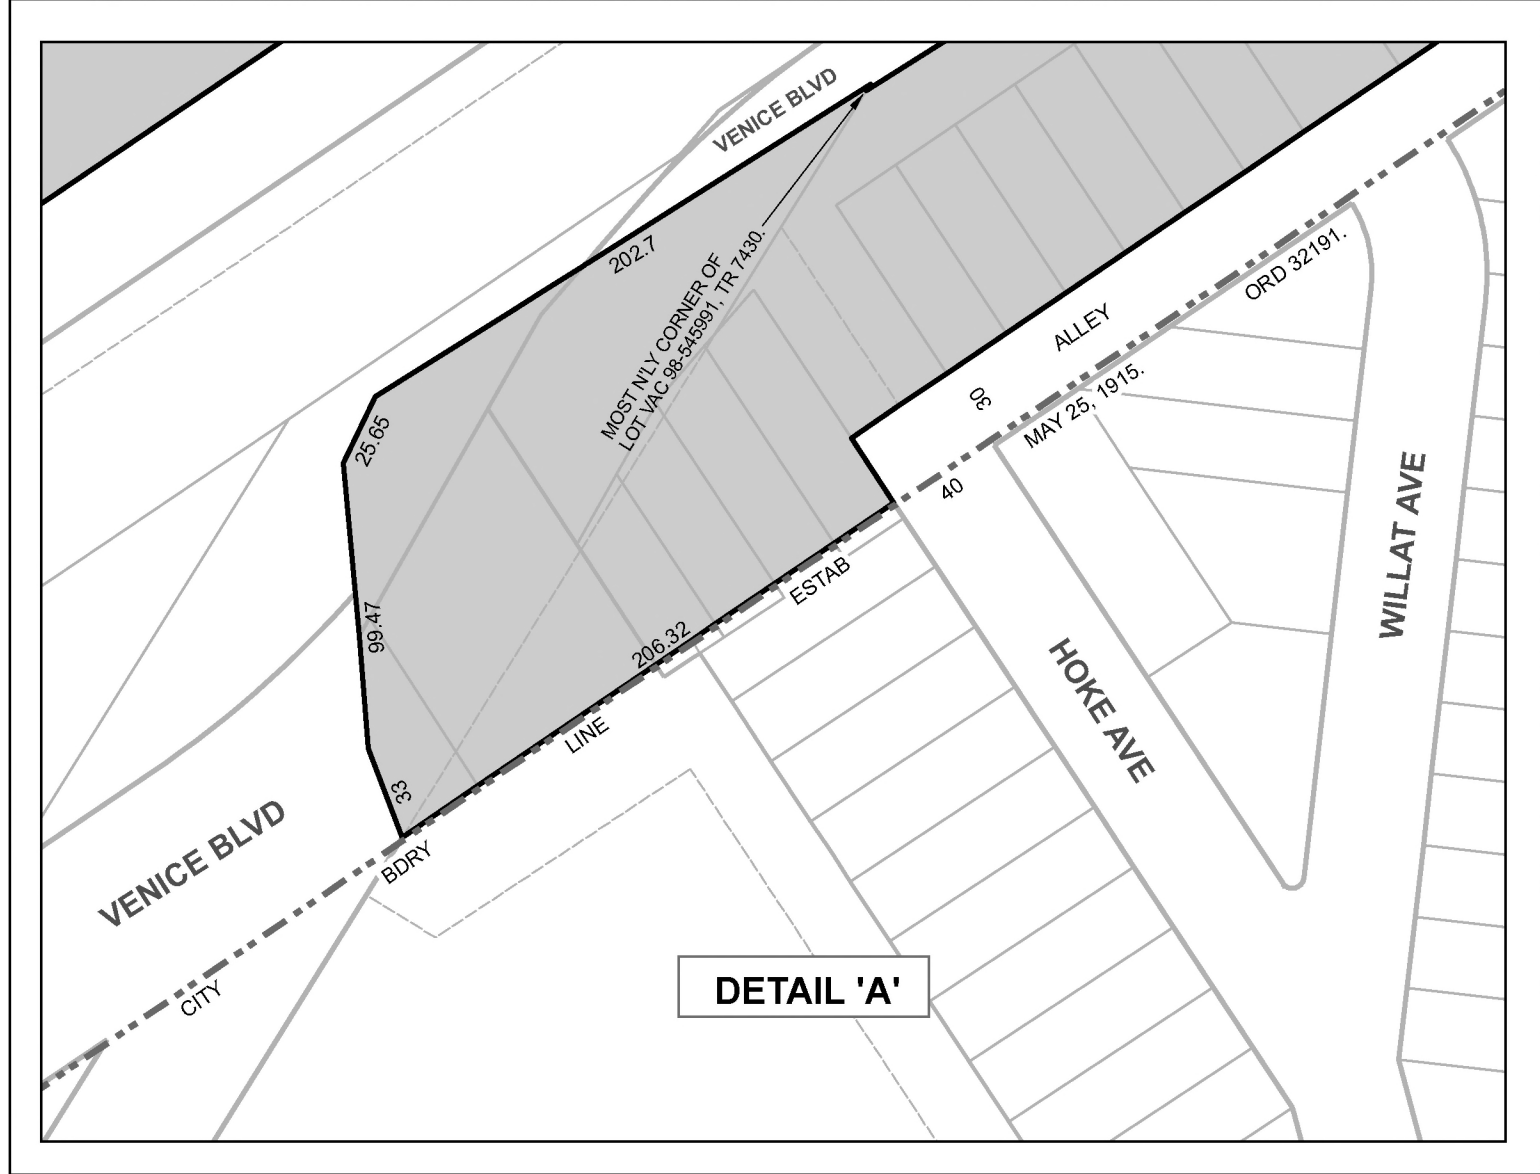 VENICE BLVD
202.7
MOST N'LY CORNER OF
LOT VAC 98-545991, TR 7430.
25.65
99.47
33
206.32
ALLEY
30
40
ORD 32191.
MAY 25, 1915.
ESTAB
LINE
BDRY
CITY
VENICE BLVD
HOKE AVE
WILLAT AVE
DETAIL 'A'